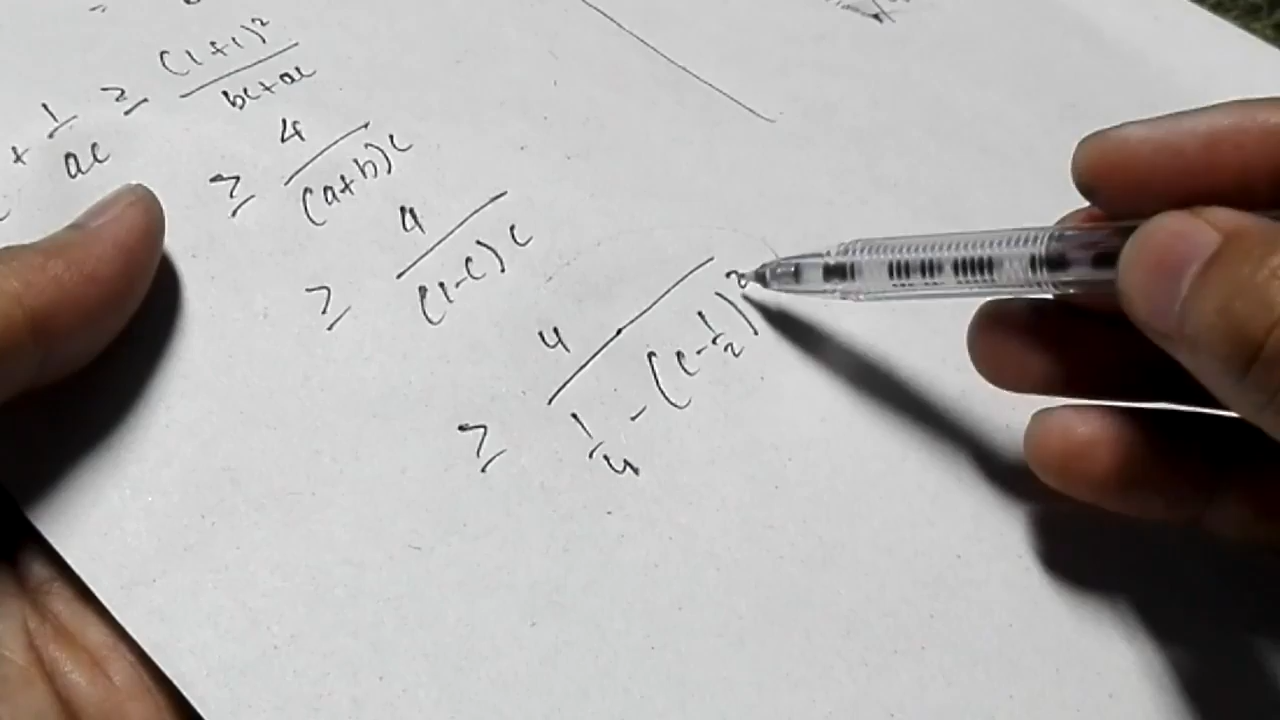 + 1/ac ≥ (1+1)²/bc+ac
≥ 4/(a+b)c
≥ 4/(1-c)c
≥ 4/1/4 - (c-1/2)²